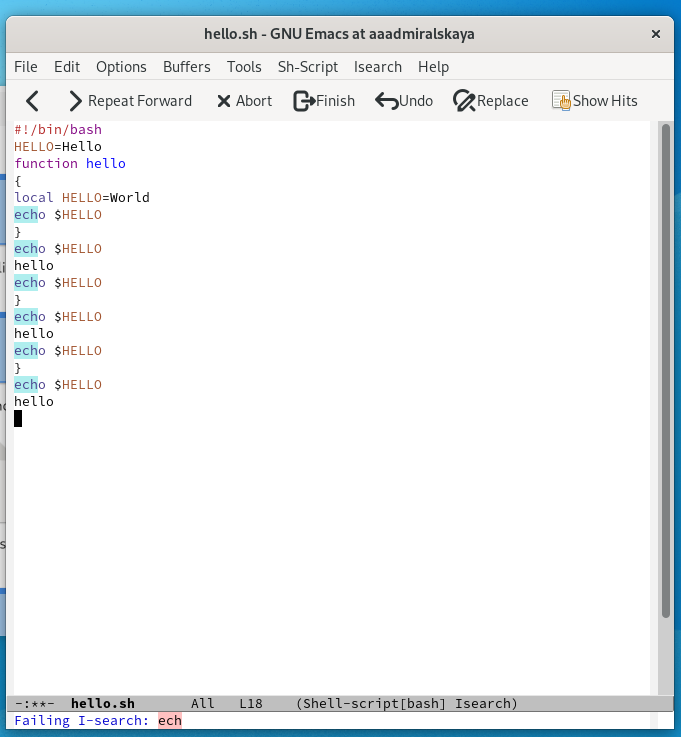 hello.sh - GNU Emacs at aaadmiralskaya
File Edit Options Buffers Tools Sh-Script Isearch Help
Repeat Forward Abort Finish Undo Replace Show Hits
#!/bin/bash
HELLO=Hello
function hello
{
local HELLO=World
echo $HELLO
}
echo $HELLO
hello
echo $HELLO
}
echo $HELLO
hello
echo $HELLO
}
echo $HELLO
hello
-:**- hello.sh All L18 (Shell-script[bash] Isearch)
Failing I-search: ech